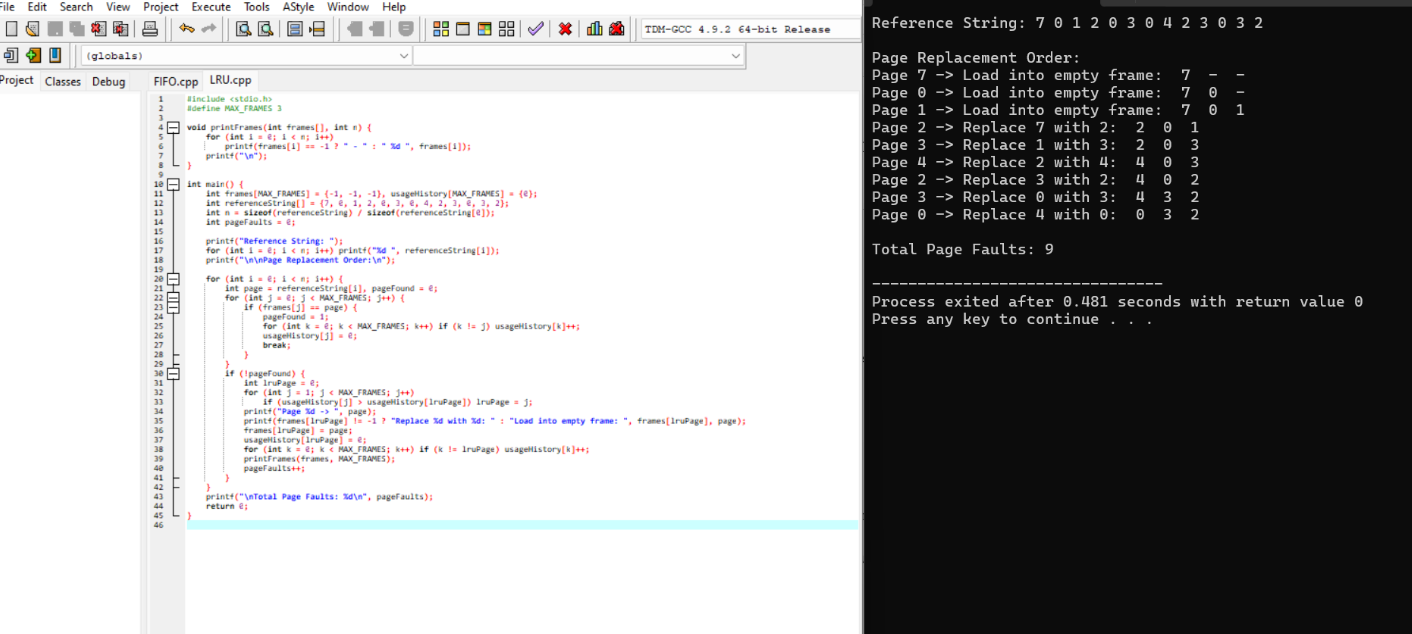 File Edit Search View Project Execute Tools AStyle Window Help
TDM-GCC 4.9.2 64-bit Release
(globals)
Project Classes Debug
FIFO.cpp LRU.cpp
1 #include <stdio.h>
2 #define MAX_FRAMES 3
3
4 void printFrames(int frames[], int n) {
5 for (int i = 0; i < n; i++)
6 printf(frames[i] == -1 ? " - " : " %d ", frames[i]);
7 printf("\n");
8 }
9
10 int main() {
11 int frames[MAX_FRAMES] = {-1, -1, -1}, usageHistory[MAX_FRAMES] = {0};
12 int referenceString[] = {7, 0, 1, 2, 0, 3, 0, 4, 2, 3, 0, 3, 2};
13 int n = sizeof(referenceString) / sizeof(referenceString[0]);
14 int pageFaults = 0;
15
16 printf("Reference String: ");
17 for (int i = 0; i < n; i++) printf("%d ", referenceString[i]);
18 printf("\n\nPage Replacement Order:\n");
19
20 for (int i = 0; i < n; i++) {
21 int page = referenceString[i], pageFound = 0;
22 for (int j = 0; j < MAX_FRAMES; j++) {
23 if (frames[j] == page) {
24 pageFound = 1;
25 for (int k = 0; k < MAX_FRAMES; k++) if (k != j) usageHistory[k]++;
26 usageHistory[j] = 0;
27 break;
28 }
29 }
30 if (!pageFound) {
31 int lruPage = 0;
32 for (int j = 1; j < MAX_FRAMES; j++)
33 if (usageHistory[j] > usageHistory[lruPage]) lruPage = j;
34 printf("Page %d -> ", page);
35 printf(frames[lruPage] != -1 ? "Replace %d with %d: " : "Load into empty frame: ", frames[lruPage], page);
36 frames[lruPage] = page;
37 usageHistory[lruPage] = 0;
38 for (int k = 0; k < MAX_FRAMES; k++) if (k != lruPage) usageHistory[k]++;
39 printFrames(frames, MAX_FRAMES);
40 pageFaults++;
41 }
42 }
43 printf("\nTotal Page Faults: %d\n", pageFaults);
44 return 0;
45 }
46
Reference String: 7 0 1 2 0 3 0 4 2 3 0 3 2
Page Replacement Order:
Page 7 -> Load into empty frame: 7 - -
Page 0 -> Load into empty frame: 7 0 -
Page 1 -> Load into empty frame: 7 0 1
Page 2 -> Replace 7 with 2: 2 0 1
Page 3 -> Replace 1 with 3: 2 0 3
Page 4 -> Replace 2 with 4: 4 0 3
Page 2 -> Replace 3 with 2: 4 0 2
Page 3 -> Replace 0 with 3: 4 3 2
Page 0 -> Replace 4 with 0: 0 3 2
Total Page Faults: 9
--------------------------------
Process exited after 0.481 seconds with return value 0
Press any key to continue . . .